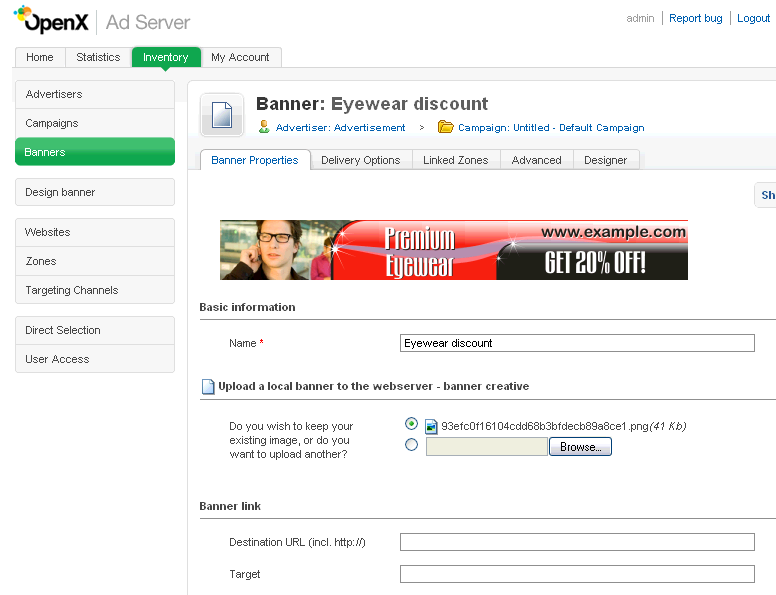 OpenX Ad Server
admin Report bug Logout
Home Statistics Inventory My Account
Advertisers
Campaigns
Banners
Design banner
Websites
Zones
Targeting Channels
Direct Selection
User Access
Banner: Eyewear discount
Advertiser: Advertisement > Campaign: Untitled - Default Campaign
Banner Properties Delivery Options Linked Zones Advanced Designer
Sh
Premium
Eyewear
www.example.com
GET 20% OFF!
Basic information
Name *
Eyewear discount
Upload a local banner to the webserver - banner creative
Do you wish to keep your
existing image, or do you
want to upload another?
93efc0f16104cdd68b3bfdecb89a8ce1.png(41 Kb)
Browse...
Banner link
Destination URL (incl. http://)
Target